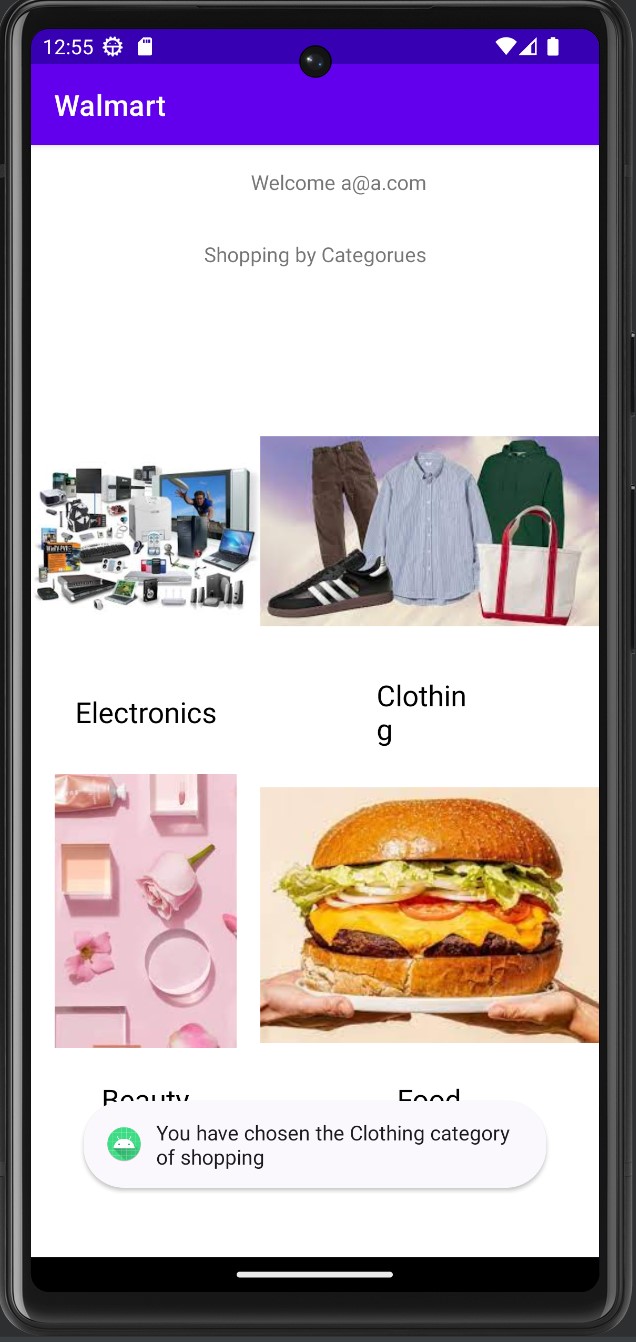 12:55
Walmart
Welcome a@a.com
Shopping by Categorues
Electronics
Clothin
g
Beauty
Food
You have chosen the Clothing category
of shopping